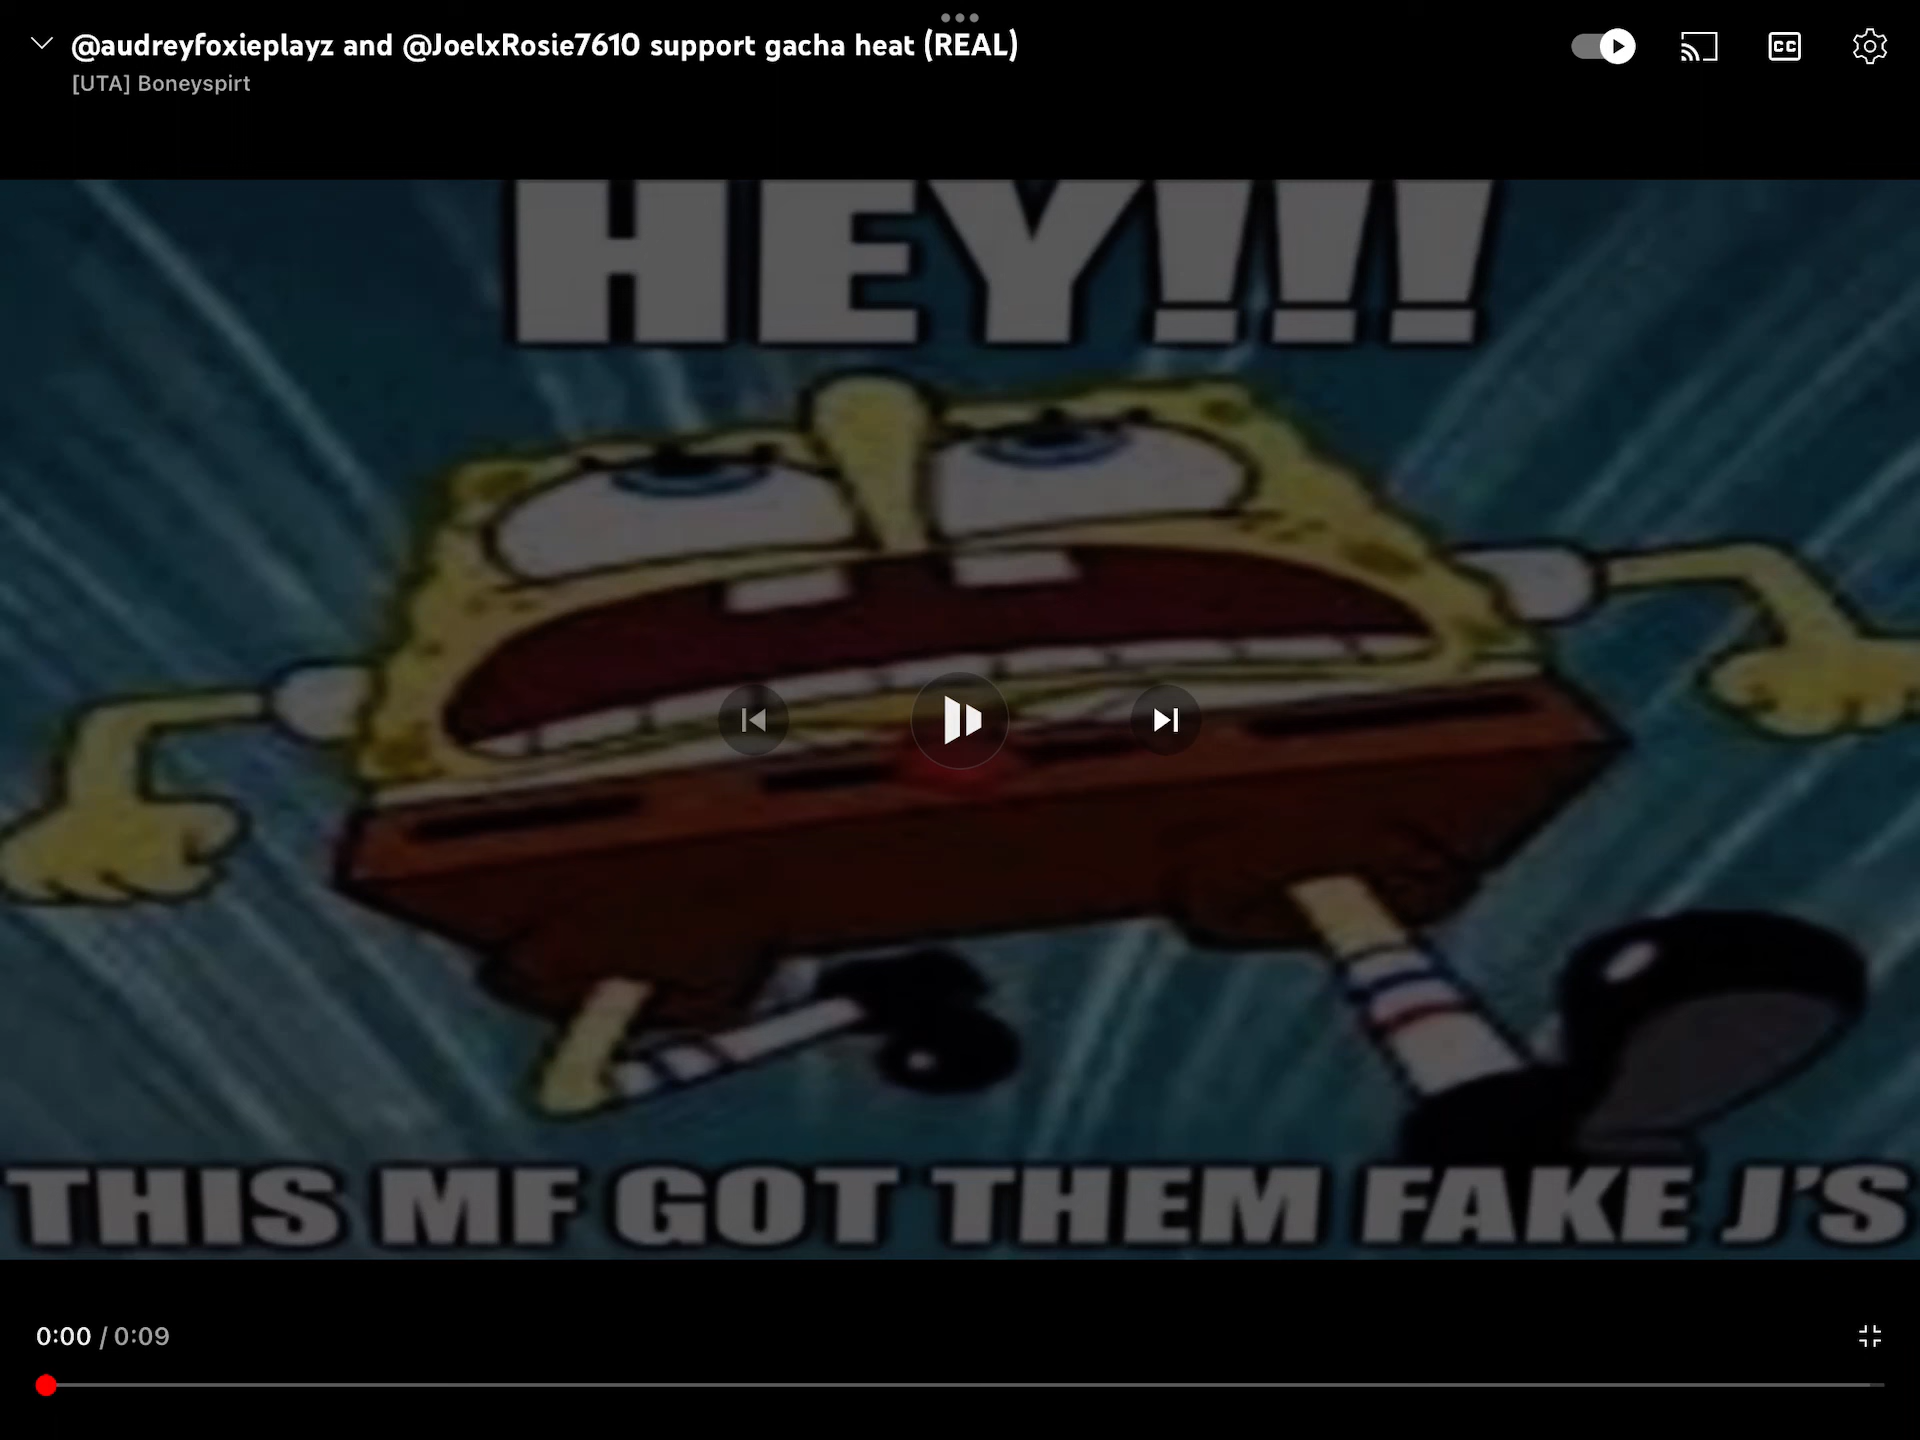 @audreyfoxieplayz and @JoelxRosie7610 support gacha heat (REAL)
[UTA] Boneyspirt
CC
HEY!!!
THIS MF GOT THEM FAKE J'S
0:00 / 0:09